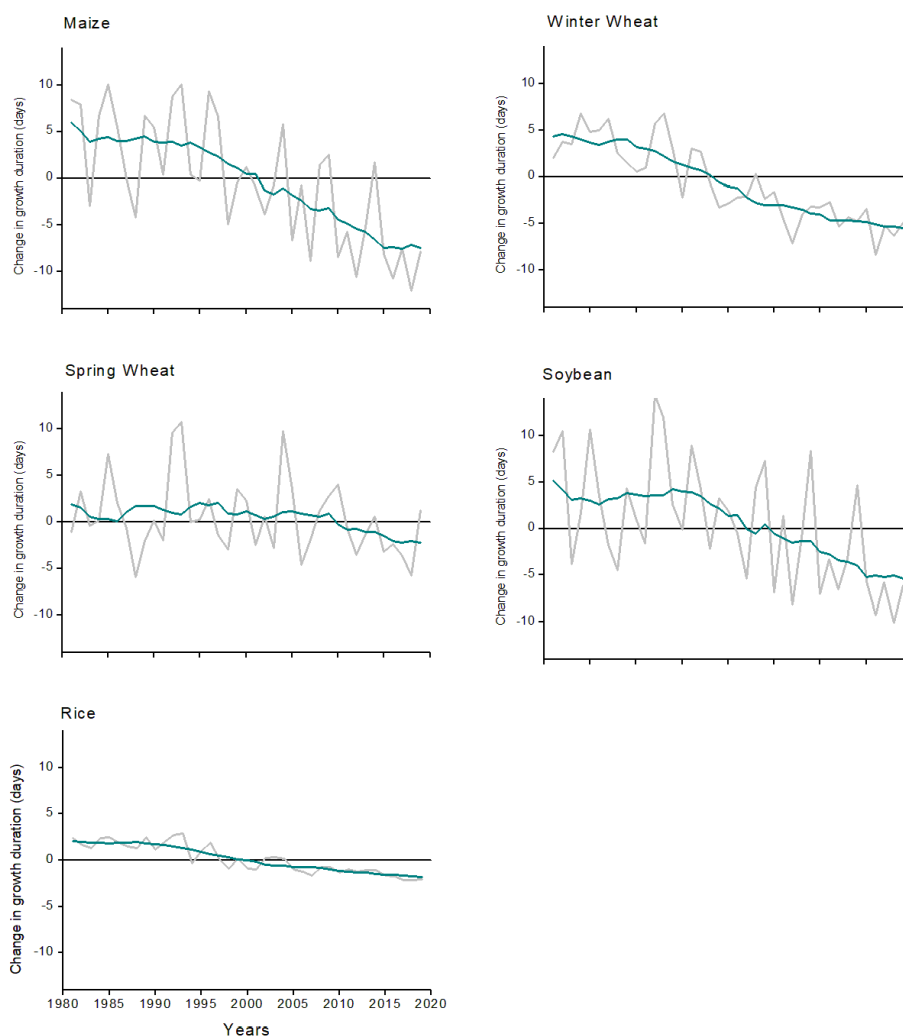 Maize
Change in growth duration (days)
10
5
0
-5
-10
Winter Wheat
Change in growth duration (days)
10
5
0
-5
-10
Spring Wheat
Change in growth duration (days)
10
5
0
-5
-10
Soybean
Change in growth duration (days)
10
5
0
-5
-10
Rice
Change in growth duration (days)
10
5
0
-5
-10
1980 1985 1990 1995 2000 2005 2010 2015 2020
Years